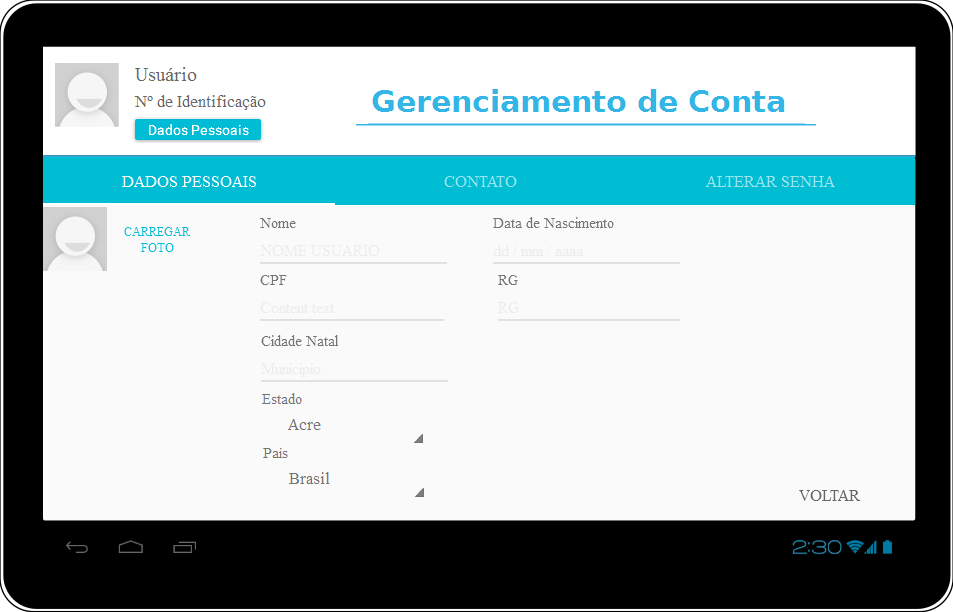 Usuário
Nº de Identificação
Dados Pessoais
Gerenciamento de Conta
DADOS PESSOAIS
CONTATO
ALTERAR SENHA
CARREGAR
FOTO
Nome
NOME USUARIO
Data de Nascimento
dd / mm / aaaa
CPF
Content text
RG
RG
Cidade Natal
Municipio
Estado
Acre
Pais
Brasil
VOLTAR
2:30